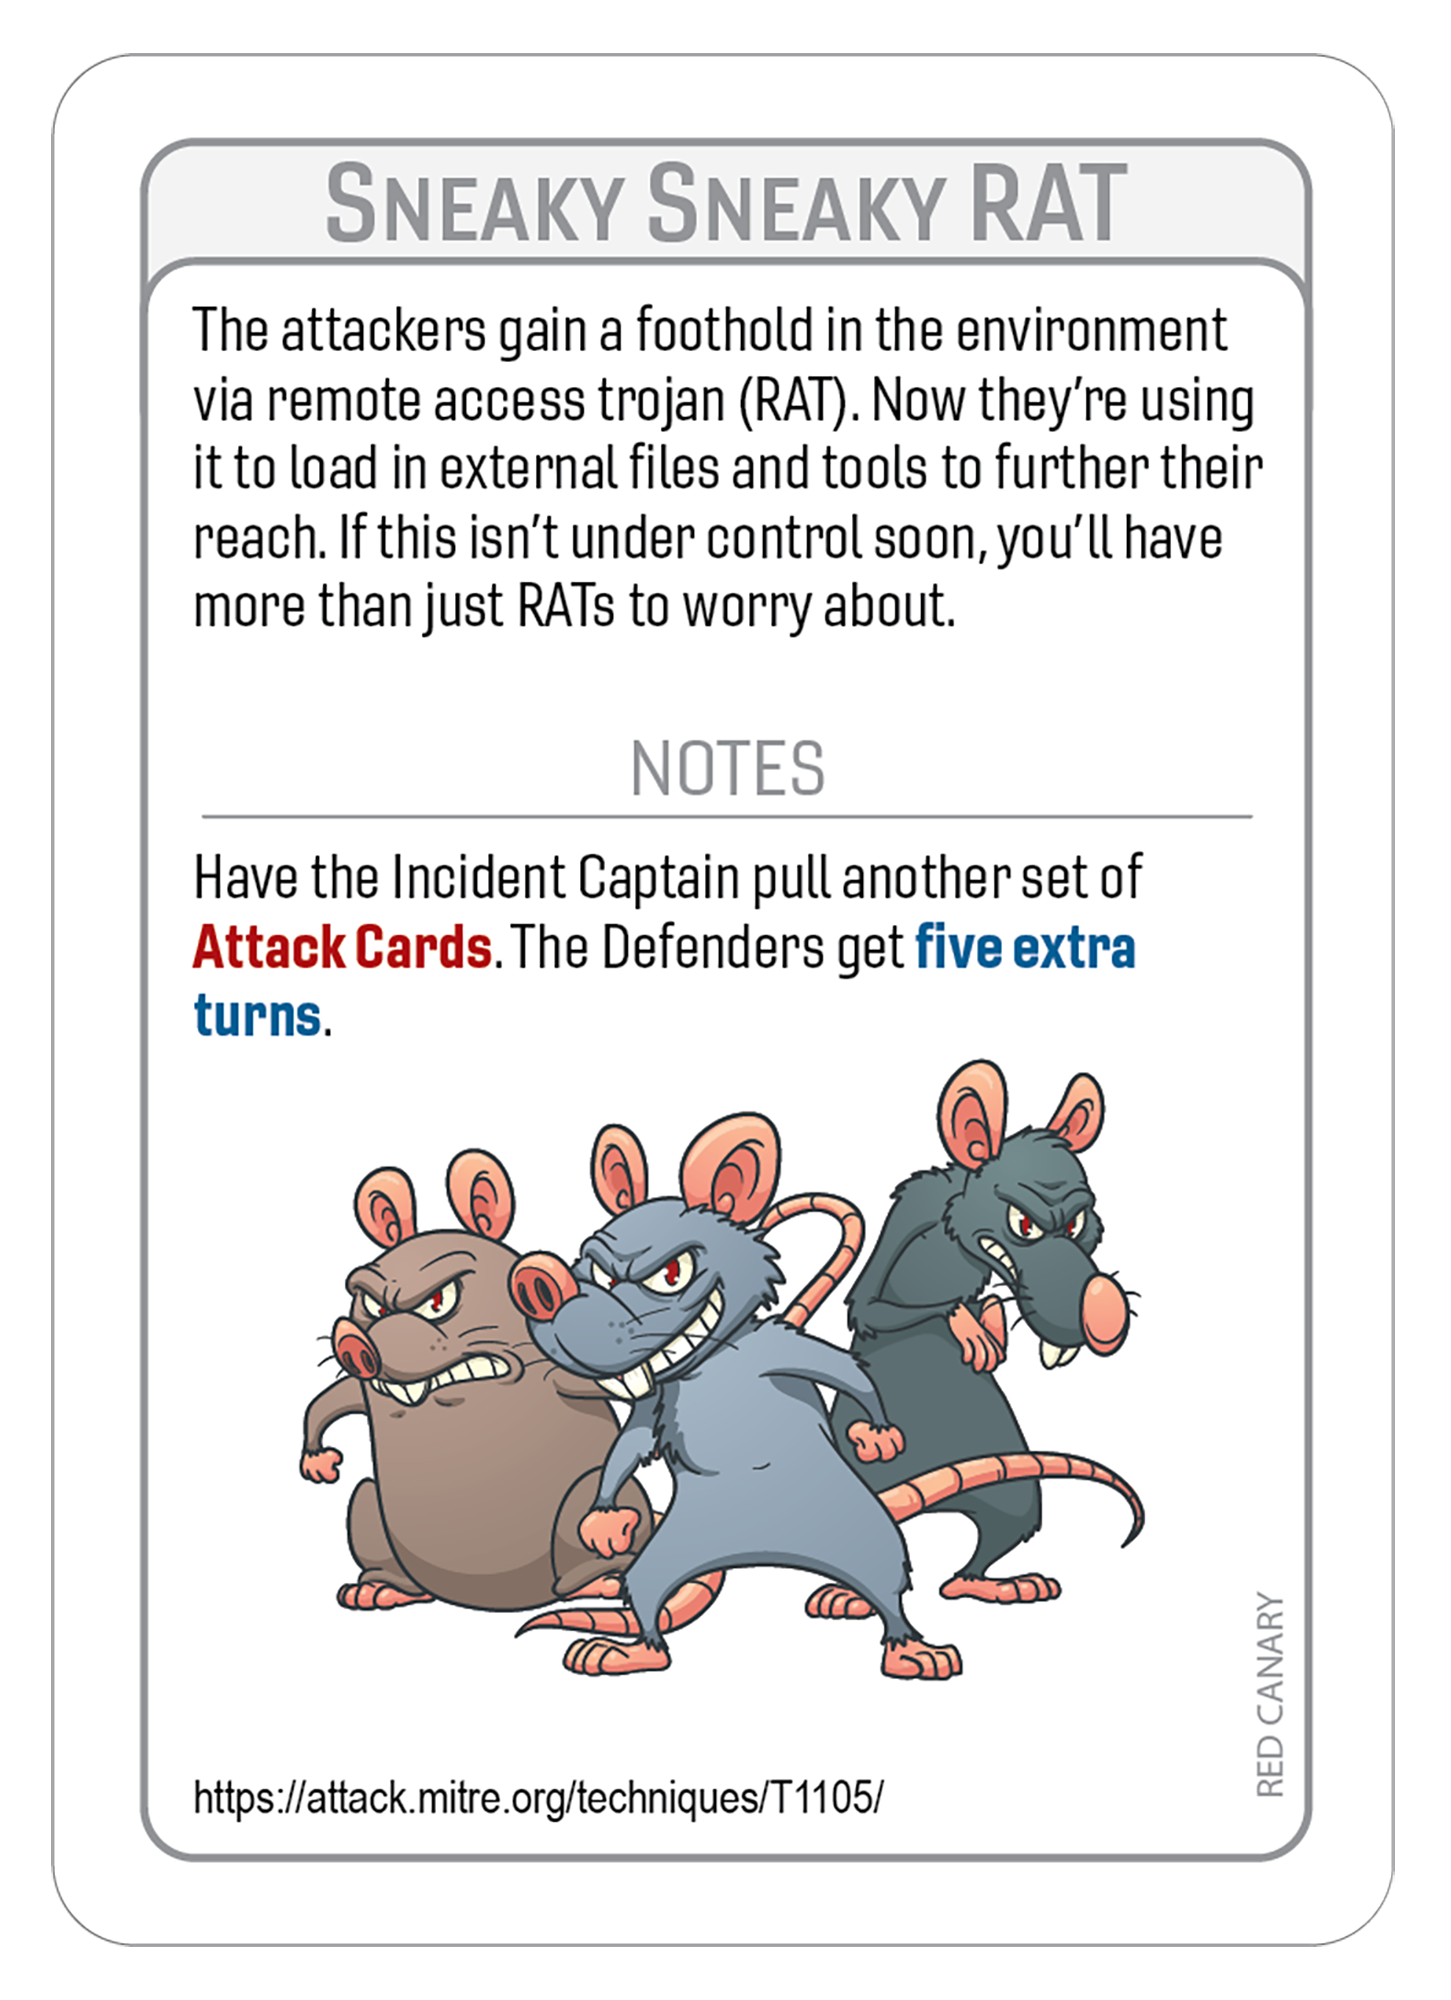 Sneaky Sneaky RAT
The attackers gain a foothold in the environment
via remote access trojan (RAT). Now they’re using
it to load in external files and tools to further their
reach. If this isn’t under control soon, you’ll have
more than just RATs to worry about.
NOTES
Have the Incident Captain pull another set of
Attack Cards. The Defenders get five extra
turns.
RED CANARY
https://attack.mitre.org/techniques/T1105/